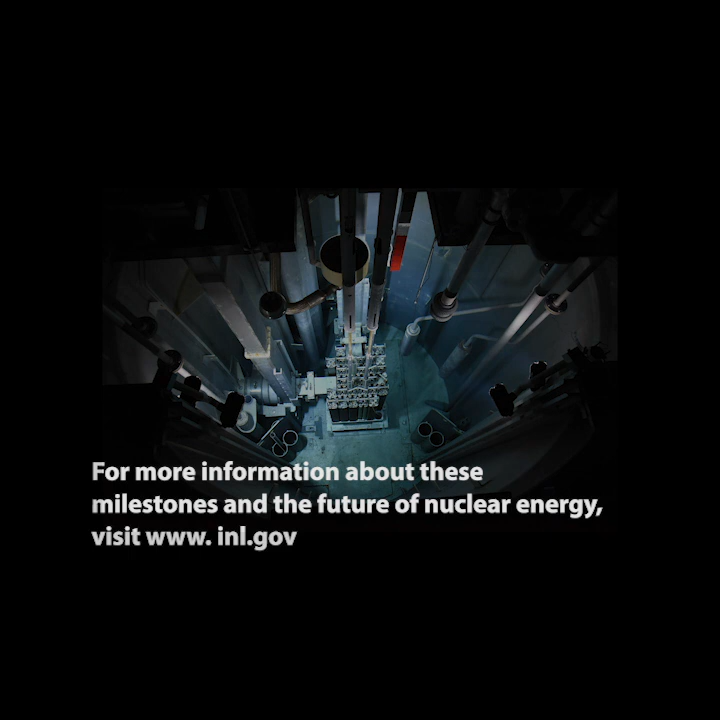 For more information about these
milestones and the future of nuclear energy,
visit www. inl.gov